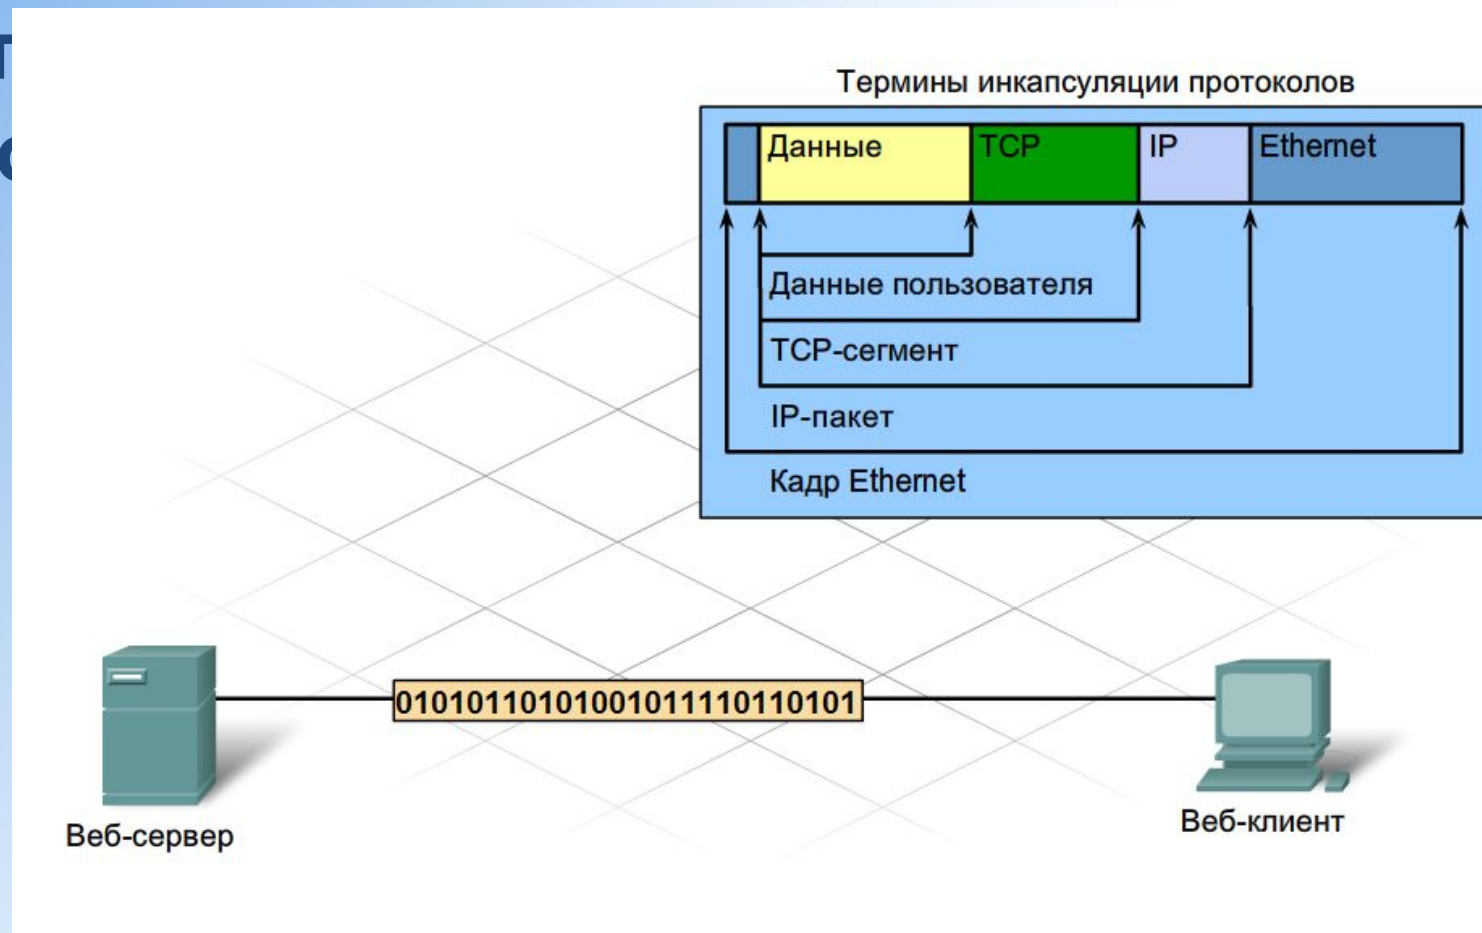 Термины инкапсуляции протоколов
Данные TCP IP Ethernet
Данные пользователя
TCP-сегмент
IP-пакет
Кадр Ethernet
01010110101001011110110101
Веб-сервер
Веб-клиент